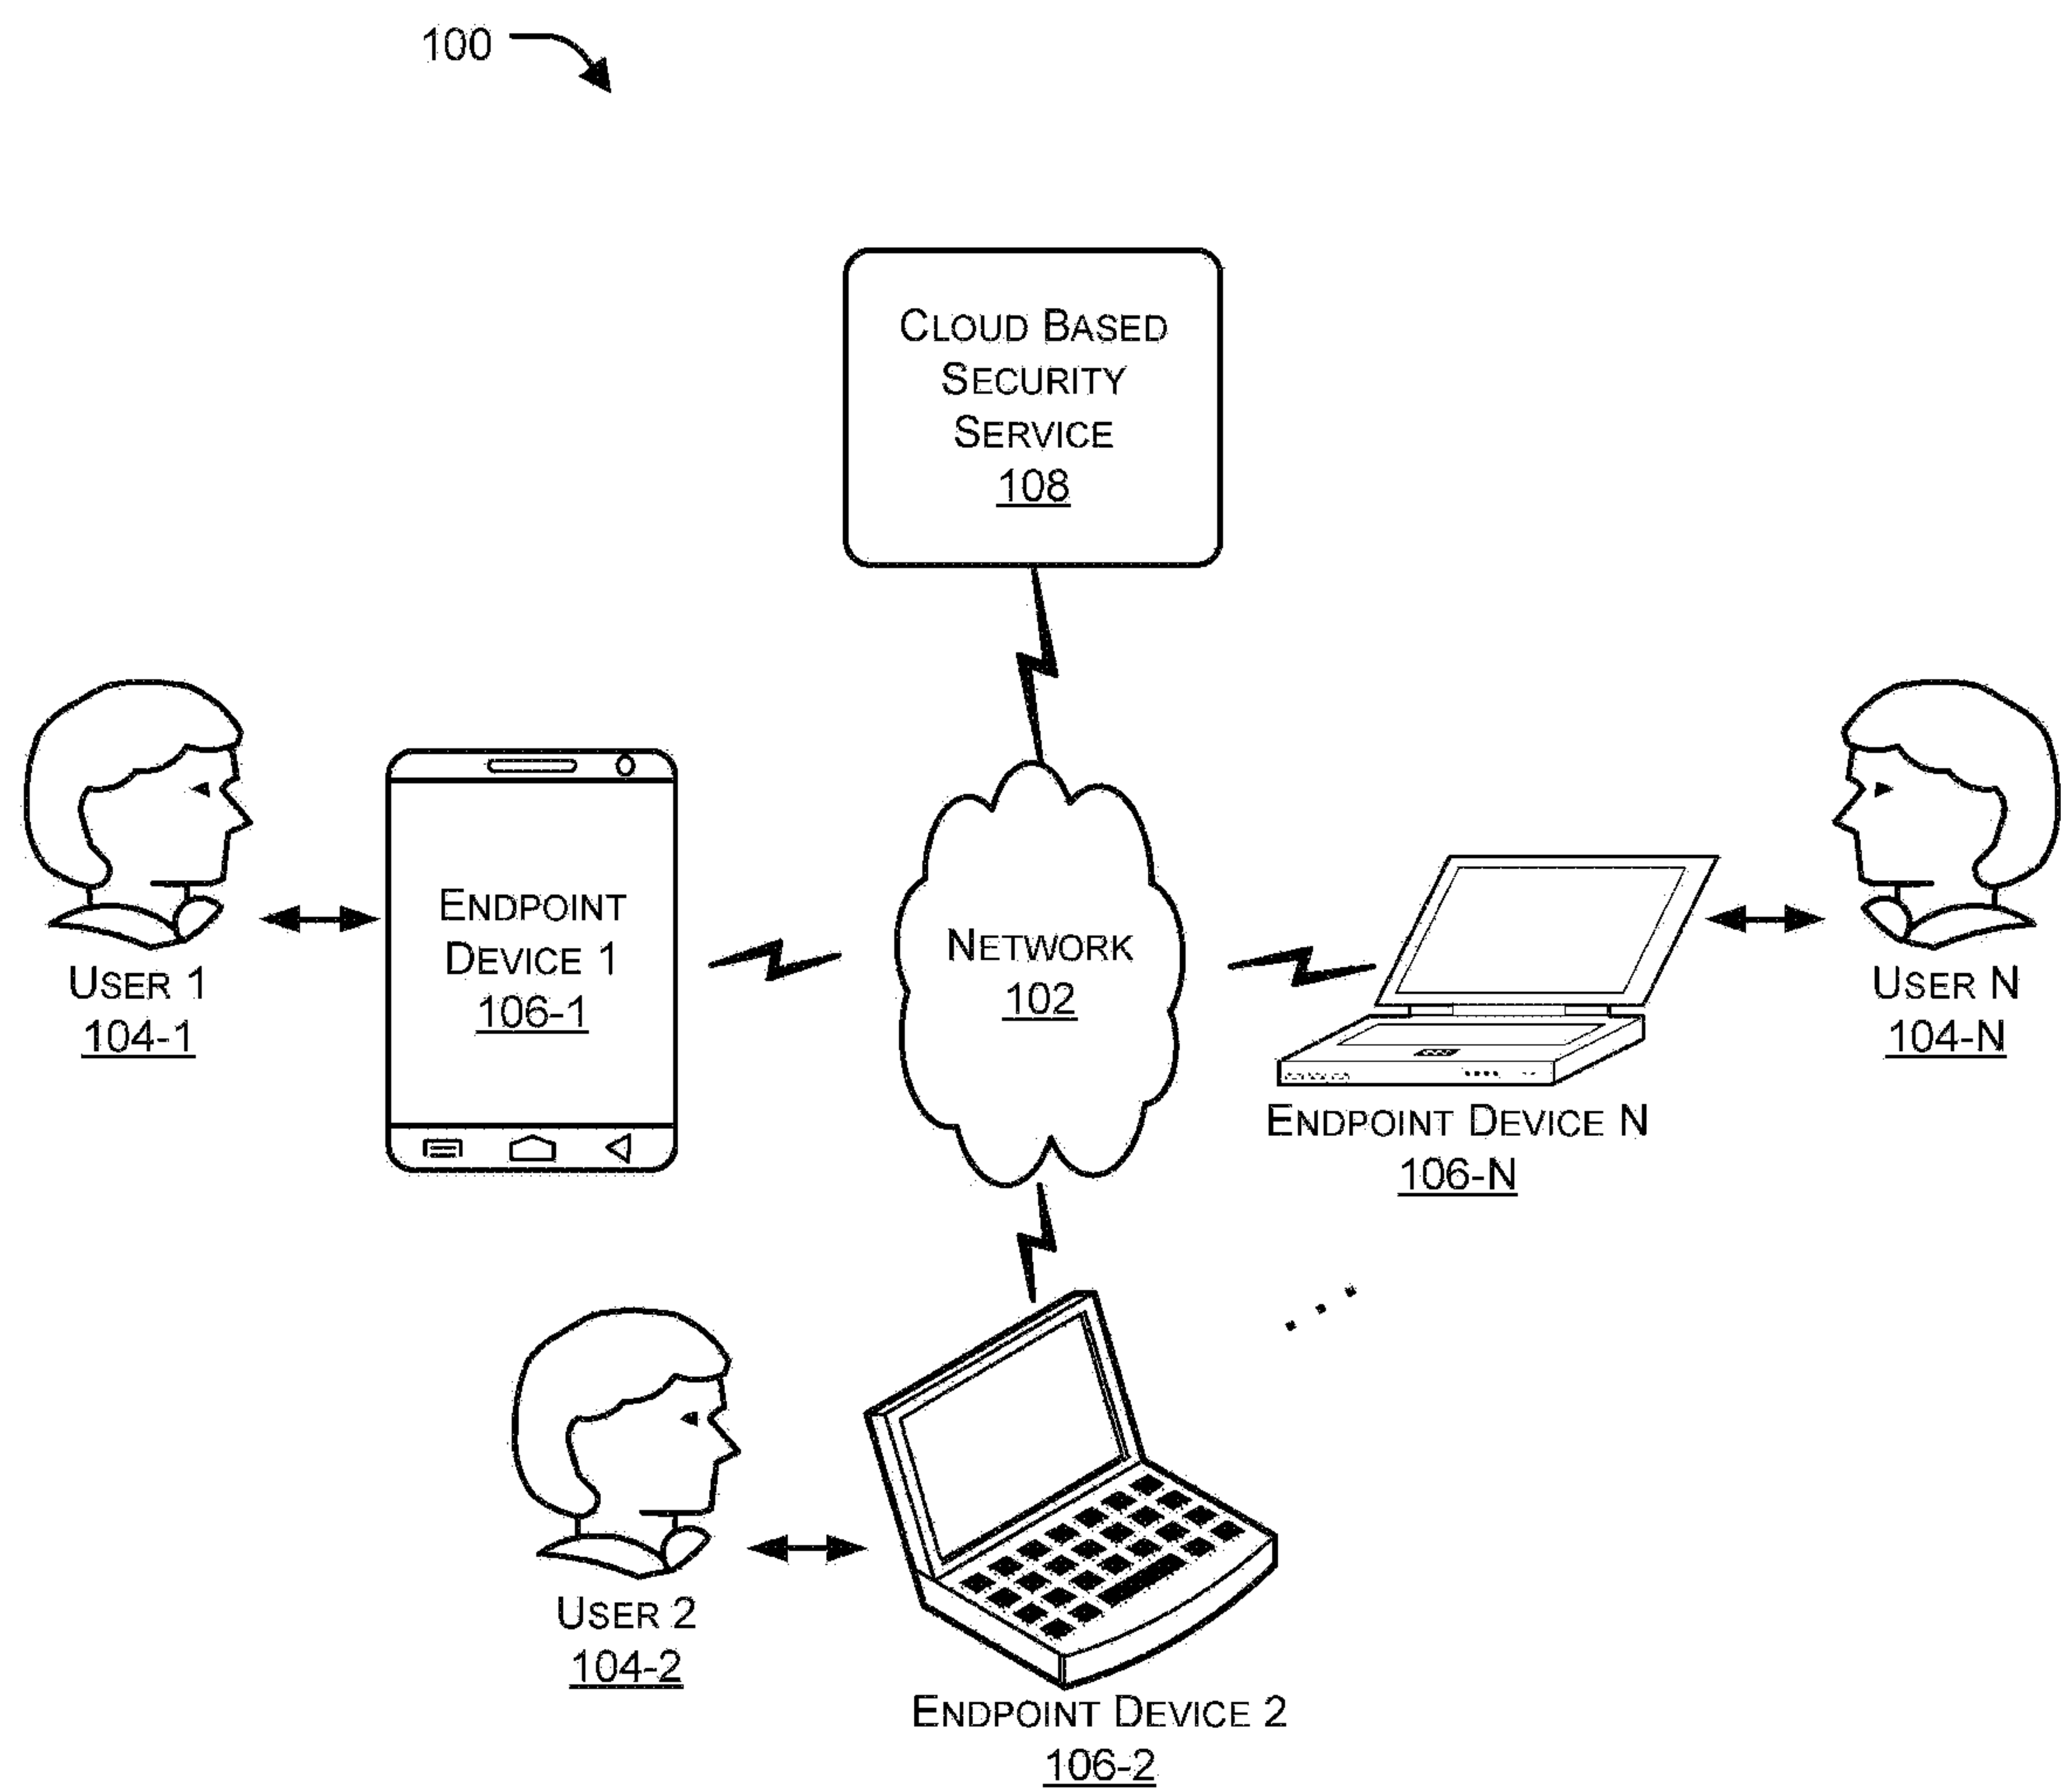 100
CLOUD BASED
SECURITY
SERVICE
108
ENDPOINT
DEVICE 1
106-1
USER 1
104-1
NETWORK
102
USER N
104-N
ENDPOINT DEVICE N
106-N
USER 2
104-2
ENDPOINT DEVICE 2
106-2